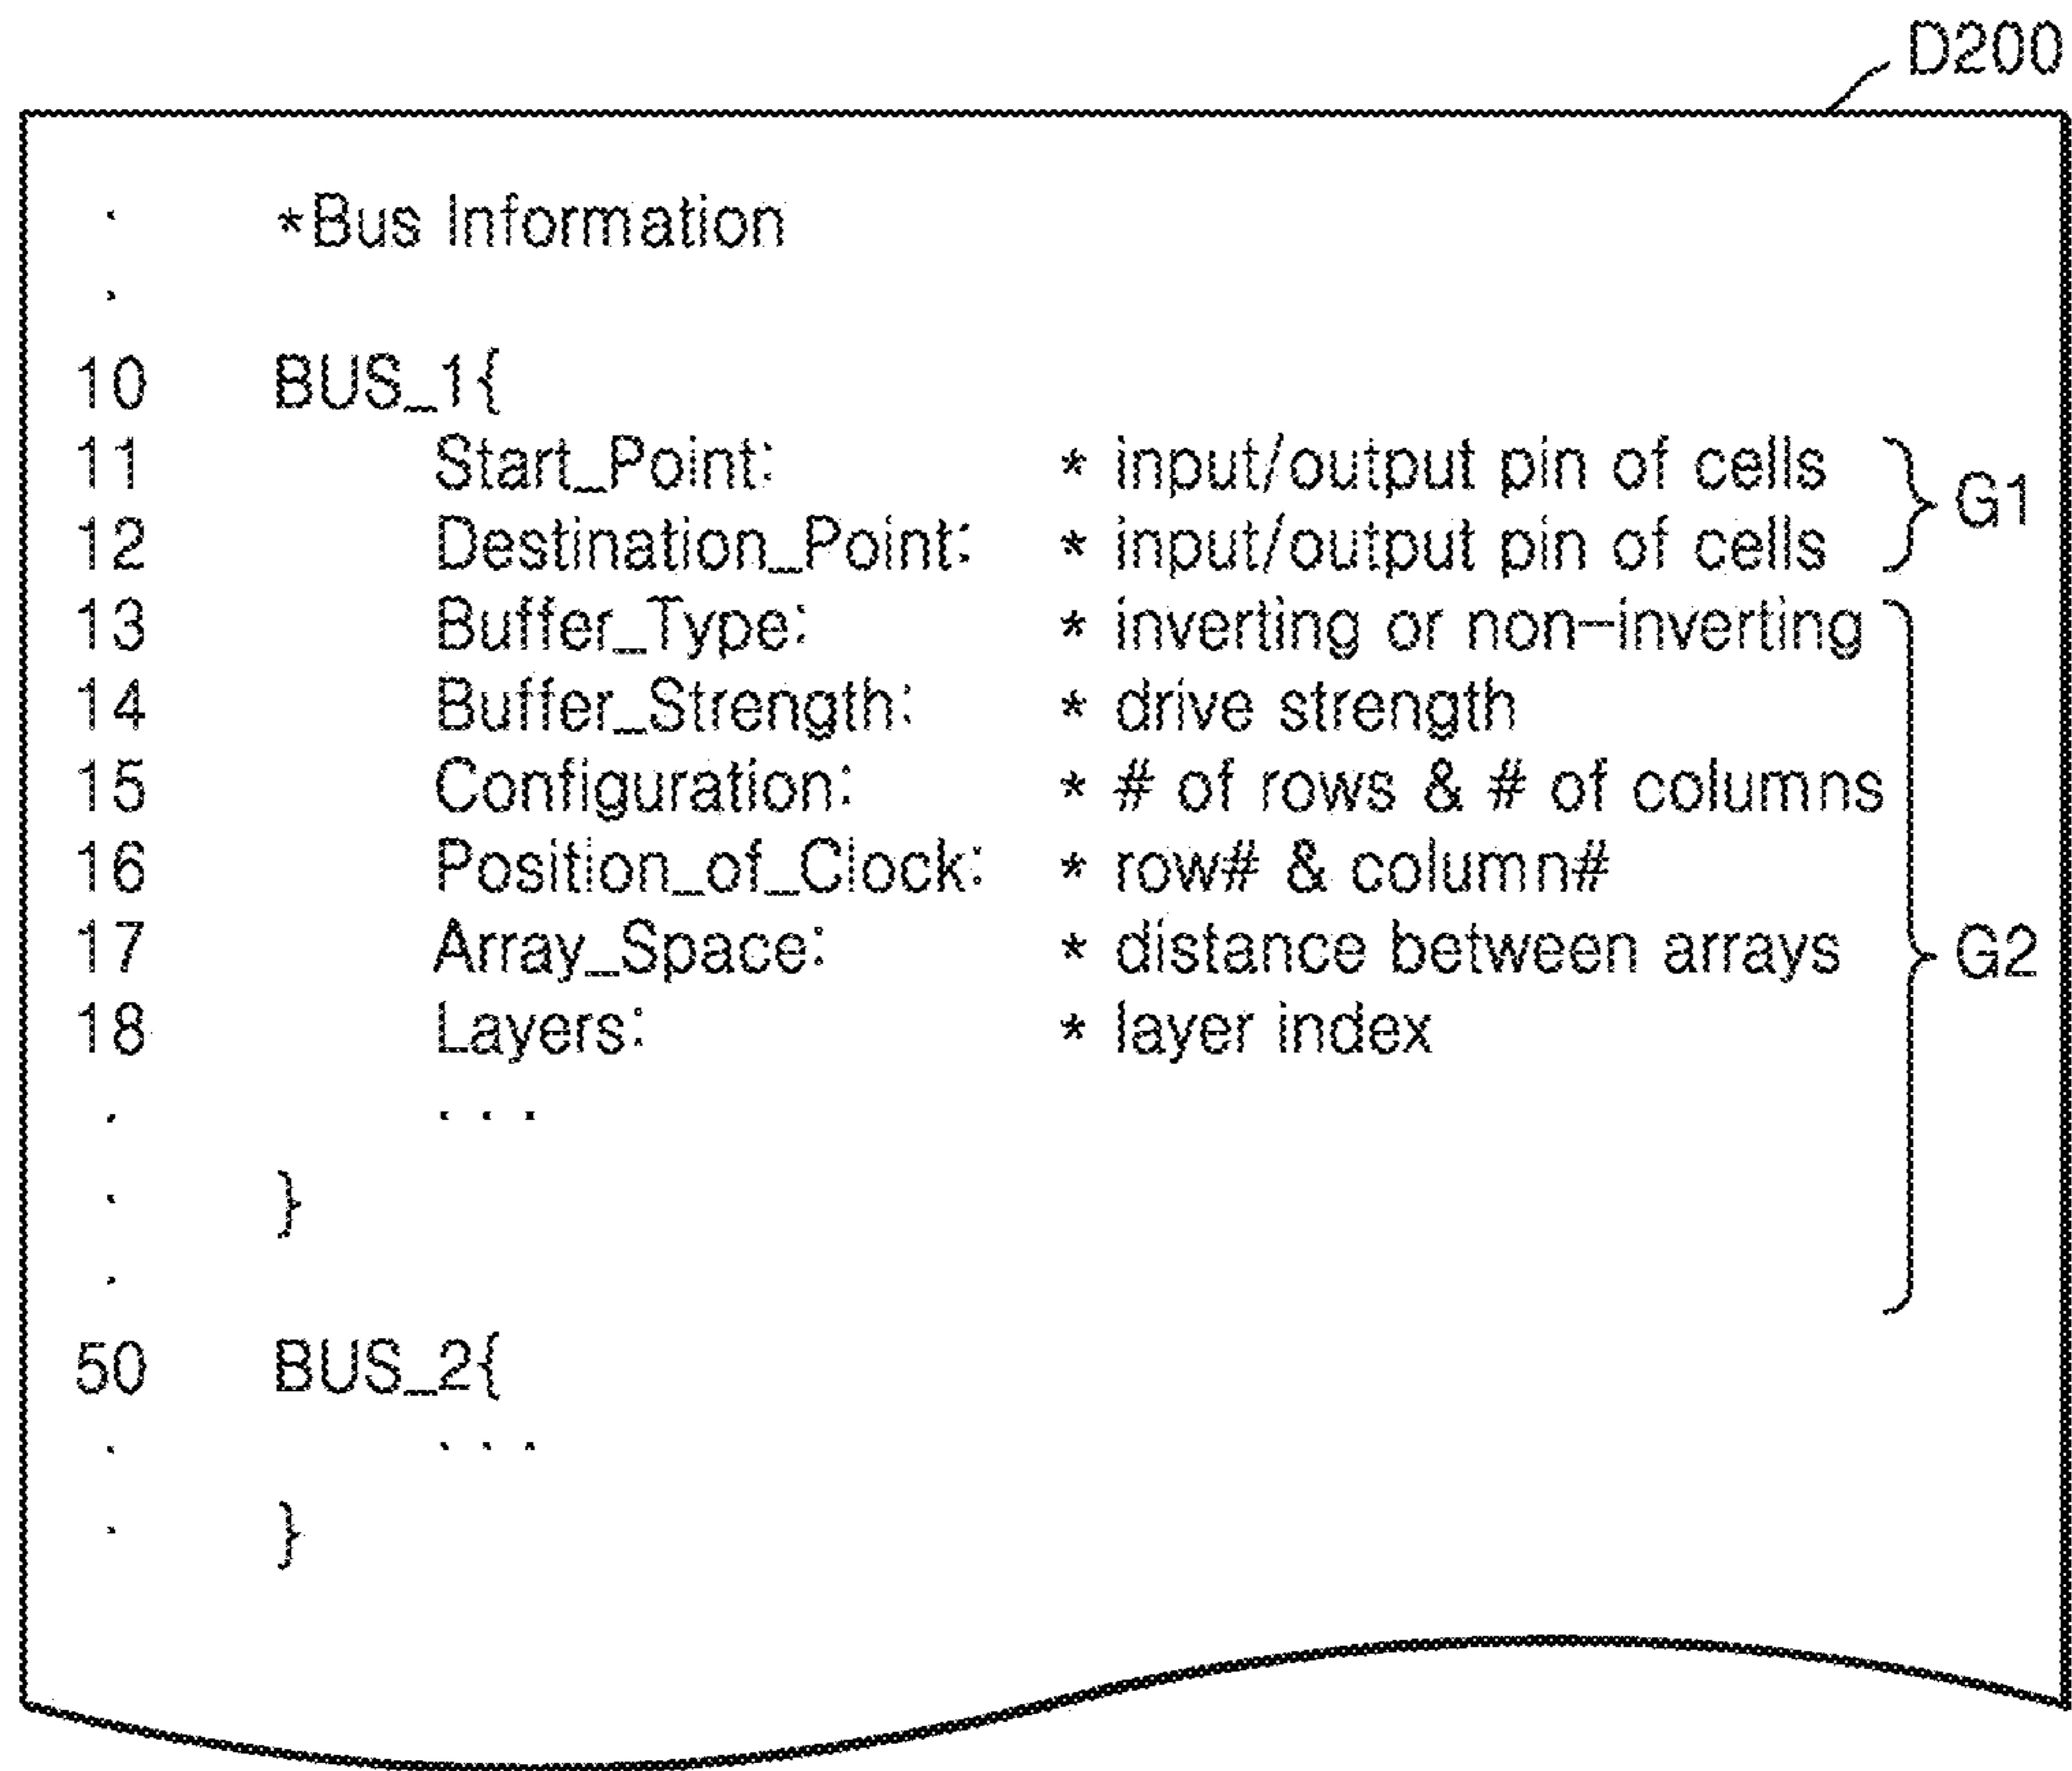 D200
*Bus Information
10 BUS_1{
11 Start_Point: * input/output pin of cells
12 Destination_Point: * input/output pin of cells
G1
13 Buffer_Type: * inverting or non-inverting
14 Buffer_Strength: * drive strength
15 Configuration: * # of rows & # of columns
16 Position_of_Clock: * row# & column#
17 Array_Space: * distance between arrays
G2
18 Layers: * layer index
. . . .
. }
.
50 BUS_2{
. . . .
. }